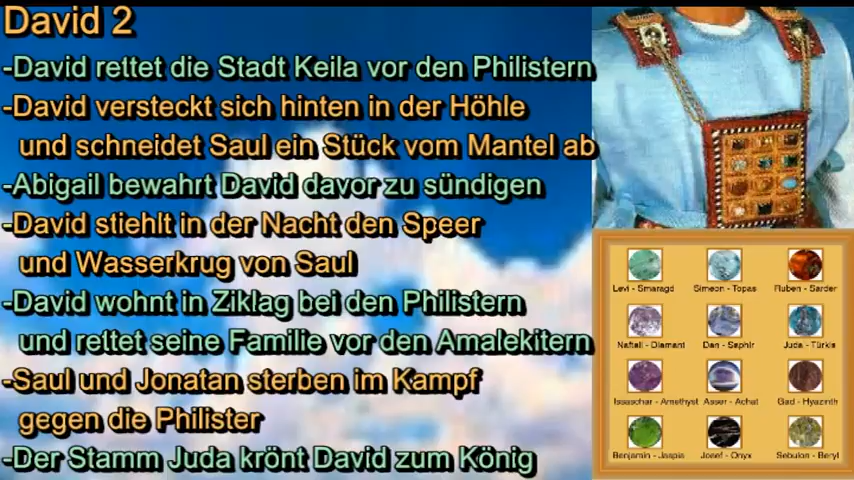 David 2
-David rettet die Stadt Keila vor den Philistern
-David versteckt sich hinten in der Höhle
und schneidet Saul ein Stück vom Mantel ab
-Abigail bewahrt David davor zu sündigen
-David stiehlt in der Nacht den Speer
und Wasserkrug von Saul
-David wohnt in Ziklag bei den Philistern
und rettet seine Familie vor den Amalekitern
-Saul und Jonatan sterben im Kampf
gegen die Philister
-Der Stamm Juda krönt David zum König
Levi - Smaragd
Simeon - Topas
Ruben - Sarder
Naftali - Diamant
Dan - Saphir
Juda - Türkis
Issaschar - Amethyst
Asser - Achat
Gad - Hyazinth
Benjamin - Jaspis
Josef - Onyx
Sebulon - Beryl